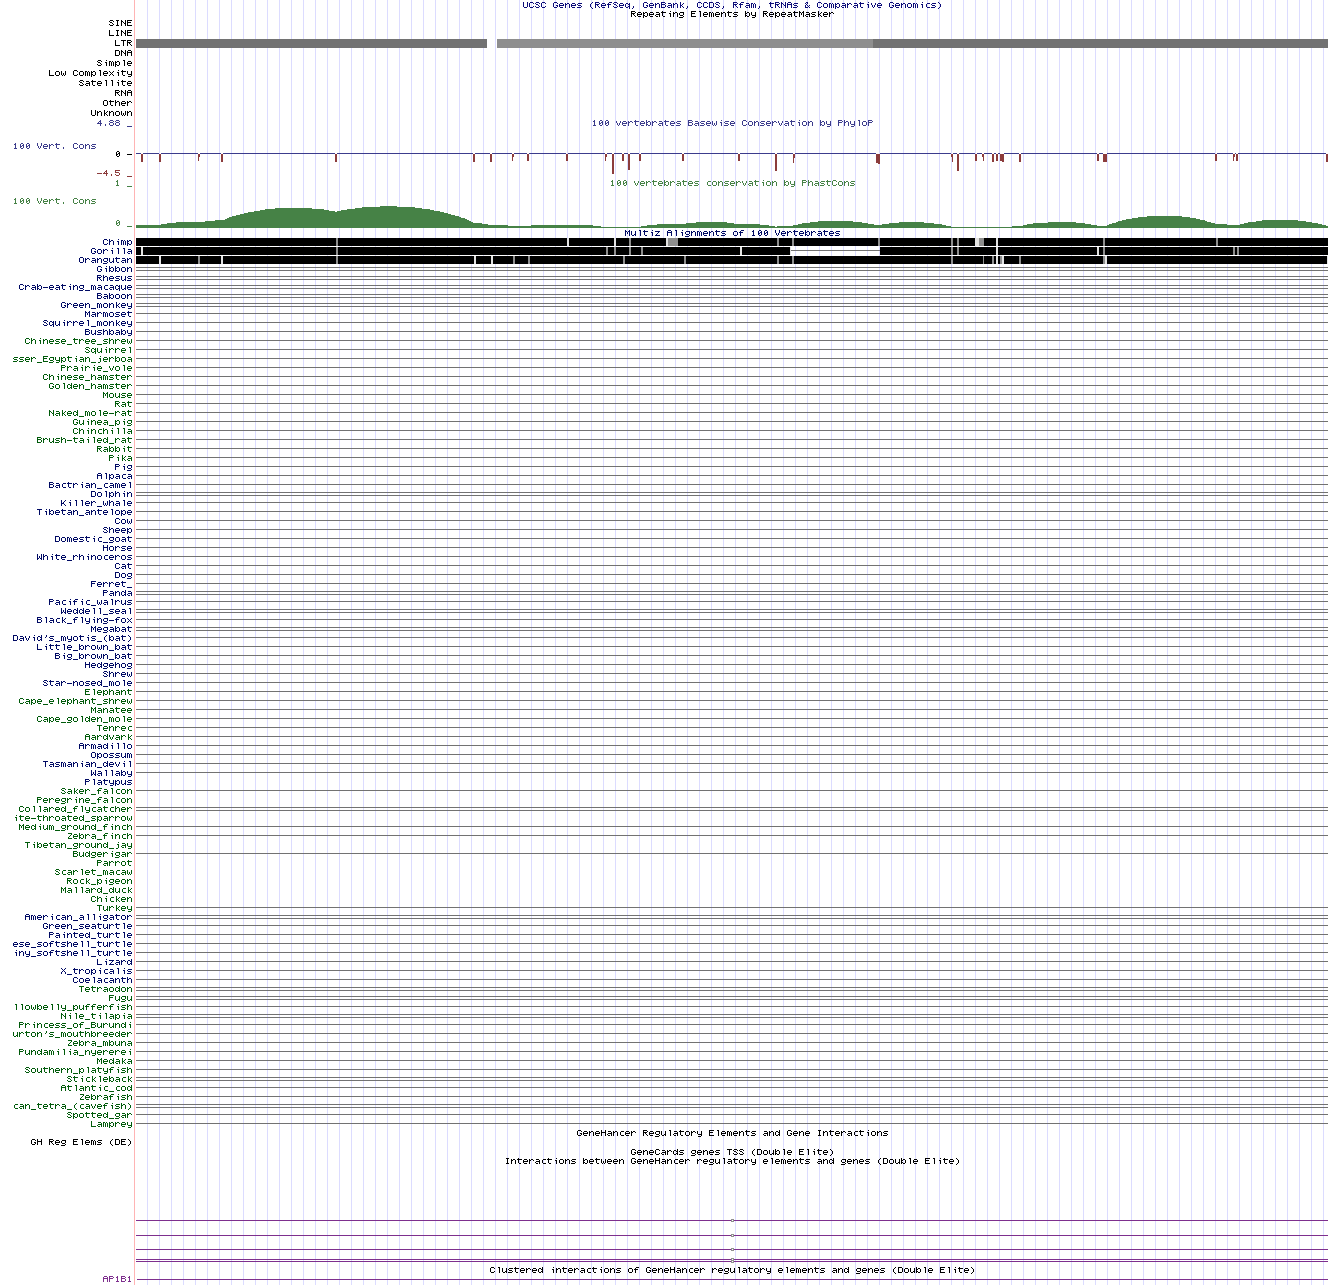 UCSC Genes (RefSeq, GenBank, CCDS, Rfam, tRNAs & Comparative Genomics)
Repeating Elements by RepeatMasker
SINE
LINE
LTR
DNA
Simple
Low Complexity
Satellite
RNA
Other
Unknown
4.88 _
100 vertebrates Basewise Conservation by PhyloP
100 Vert. Cons
0 _
-4.5 _
1 _
100 vertebrates conservation by PhastCons
100 Vert. Cons
0 _
Multiz Alignments of 100 Vertebrates
Chimp
Gorilla
Orangutan
Gibbon
Rhesus
Crab-eating_macaque
Baboon
Green_monkey
Marmoset
Squirrel_monkey
Bushbaby
Chinese_tree_shrew
Squirrel
sser_Egyptian_jerboa
Prairie_vole
Chinese_hamster
Golden_hamster
Mouse
Rat
Naked_mole-rat
Guinea_pig
Chinchilla
Brush-tailed_rat
Rabbit
Pika
Pig
Alpaca
Bactrian_camel
Dolphin
Killer_whale
Tibetan_antelope
Cow
Sheep
Domestic_goat
Horse
White_rhinoceros
Cat
Dog
Ferret_
Panda
Pacific_walrus
Weddell_seal
Black_flying-fox
Megabat
David's_myotis_(bat)
Little_brown_bat
Big_brown_bat
Hedgehog
Shrew
Star-nosed_mole
Elephant
Cape_elephant_shrew
Manatee
Cape_golden_mole
Tenrec
Aardvark
Armadillo
Opossum
Tasmanian_devil
Wallaby
Platypus
Saker_falcon
Peregrine_falcon
Collared_flycatcher
ite-throated_sparrow
Medium_ground_finch
Zebra_finch
Tibetan_ground_jay
Budgerigar
Parrot
Scarlet_macaw
Rock_pigeon
Mallard_duck
Chicken
Turkey
American_alligator
Green_seaturtle
Painted_turtle
ese_softshell_turtle
iny_softshell_turtle
Lizard
X_tropicalis
Coelacanth
Tetraodon
Fugu
llowbelly_pufferfish
Nile_tilapia
Princess_of_Burundi
urton's_mouthbreeder
Zebra_mbuna
Pundamilia_nyererei
Medaka
Southern_platyfish
Stickleback
Atlantic_cod
Zebrafish
can_tetra_(cavefish)
Spotted_gar
Lamprey
GeneHancer Regulatory Elements and Gene Interactions
GH Reg Elems (DE)
GeneCards genes TSS (Double Elite)
Interactions between GeneHancer regulatory elements and genes (Double Elite)
Clustered interactions of GeneHancer regulatory elements and genes (Double Elite)
AP1B1